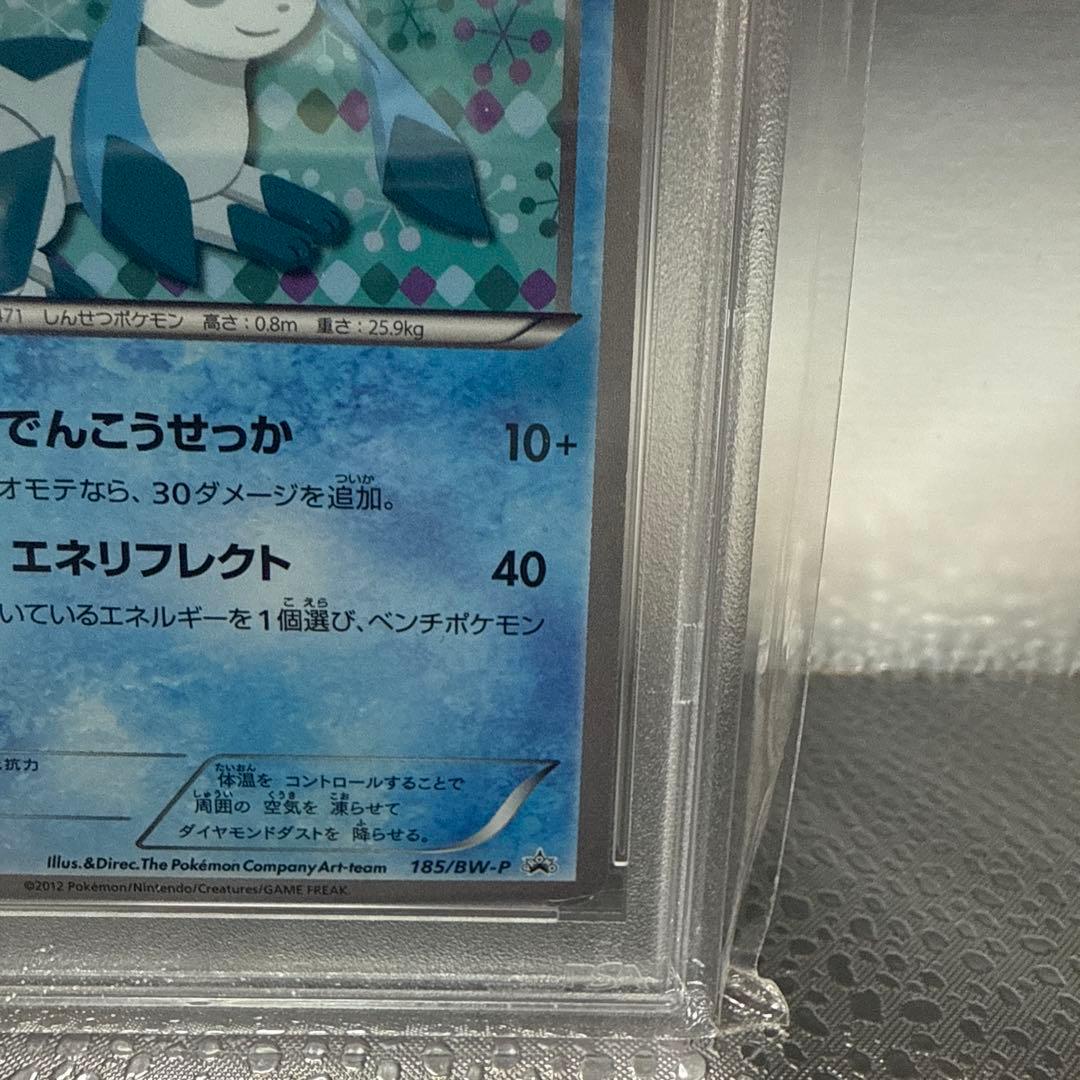 471 しんせつポケモン 高さ:0.8m 重さ:25.9kg
でんこうせっか 10+
オモテなら、30ダメージを追加。
エネリフレクト 40
いているエネルギーを1個選び、ベンチポケモン
抗力
体温を コントロールすることで
周囲の 空気を 凍らせて
ダイヤモンドダストを 降らせる。
Illus.&Direc.The Pokémon Company Art-team 185/BW-P
©2012 Pokémon/Nintendo/Creatures/GAME FREAK.
PSA